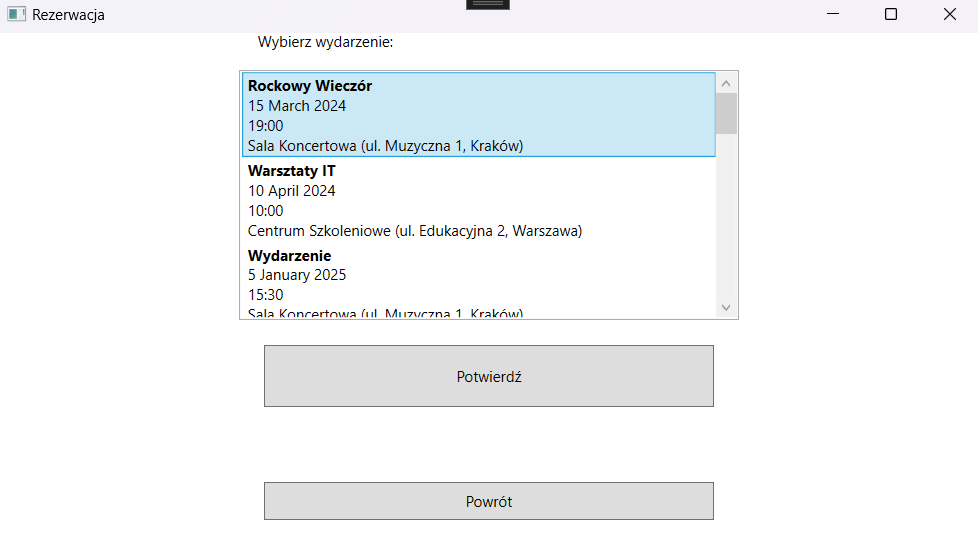 Rezerwacja
Wybierz wydarzenie:
Rockowy Wieczór
15 March 2024
19:00
Sala Koncertowa (ul. Muzyczna 1, Kraków)
Warsztaty IT
10 April 2024
10:00
Centrum Szkoleniowe (ul. Edukacyjna 2, Warszawa)
Wydarzenie
5 January 2025
15:30
Sala Koncertowa (ul. Muzyczna 1, Kraków)
Potwierdź
Powrót